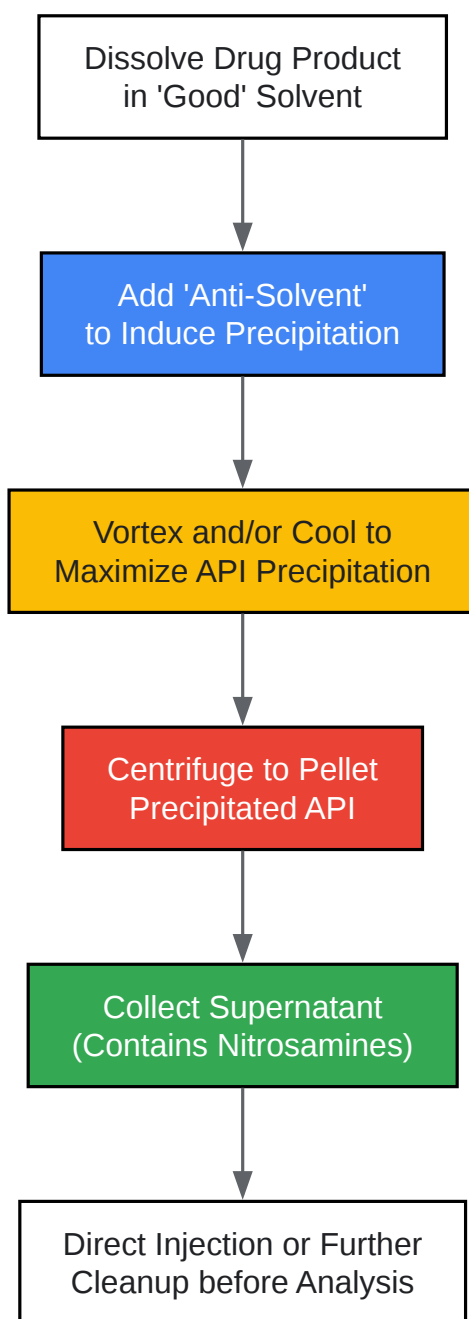 Dissolve Drug Product
in 'Good' Solvent
Add 'Anti-Solvent'
to Induce Precipitation
Vortex and/or Cool to
Maximize API Precipitation
Centrifuge to Pellet
Precipitated API
Collect Supernatant
(Contains Nitrosamines)
Direct Injection or Further
Cleanup before Analysis